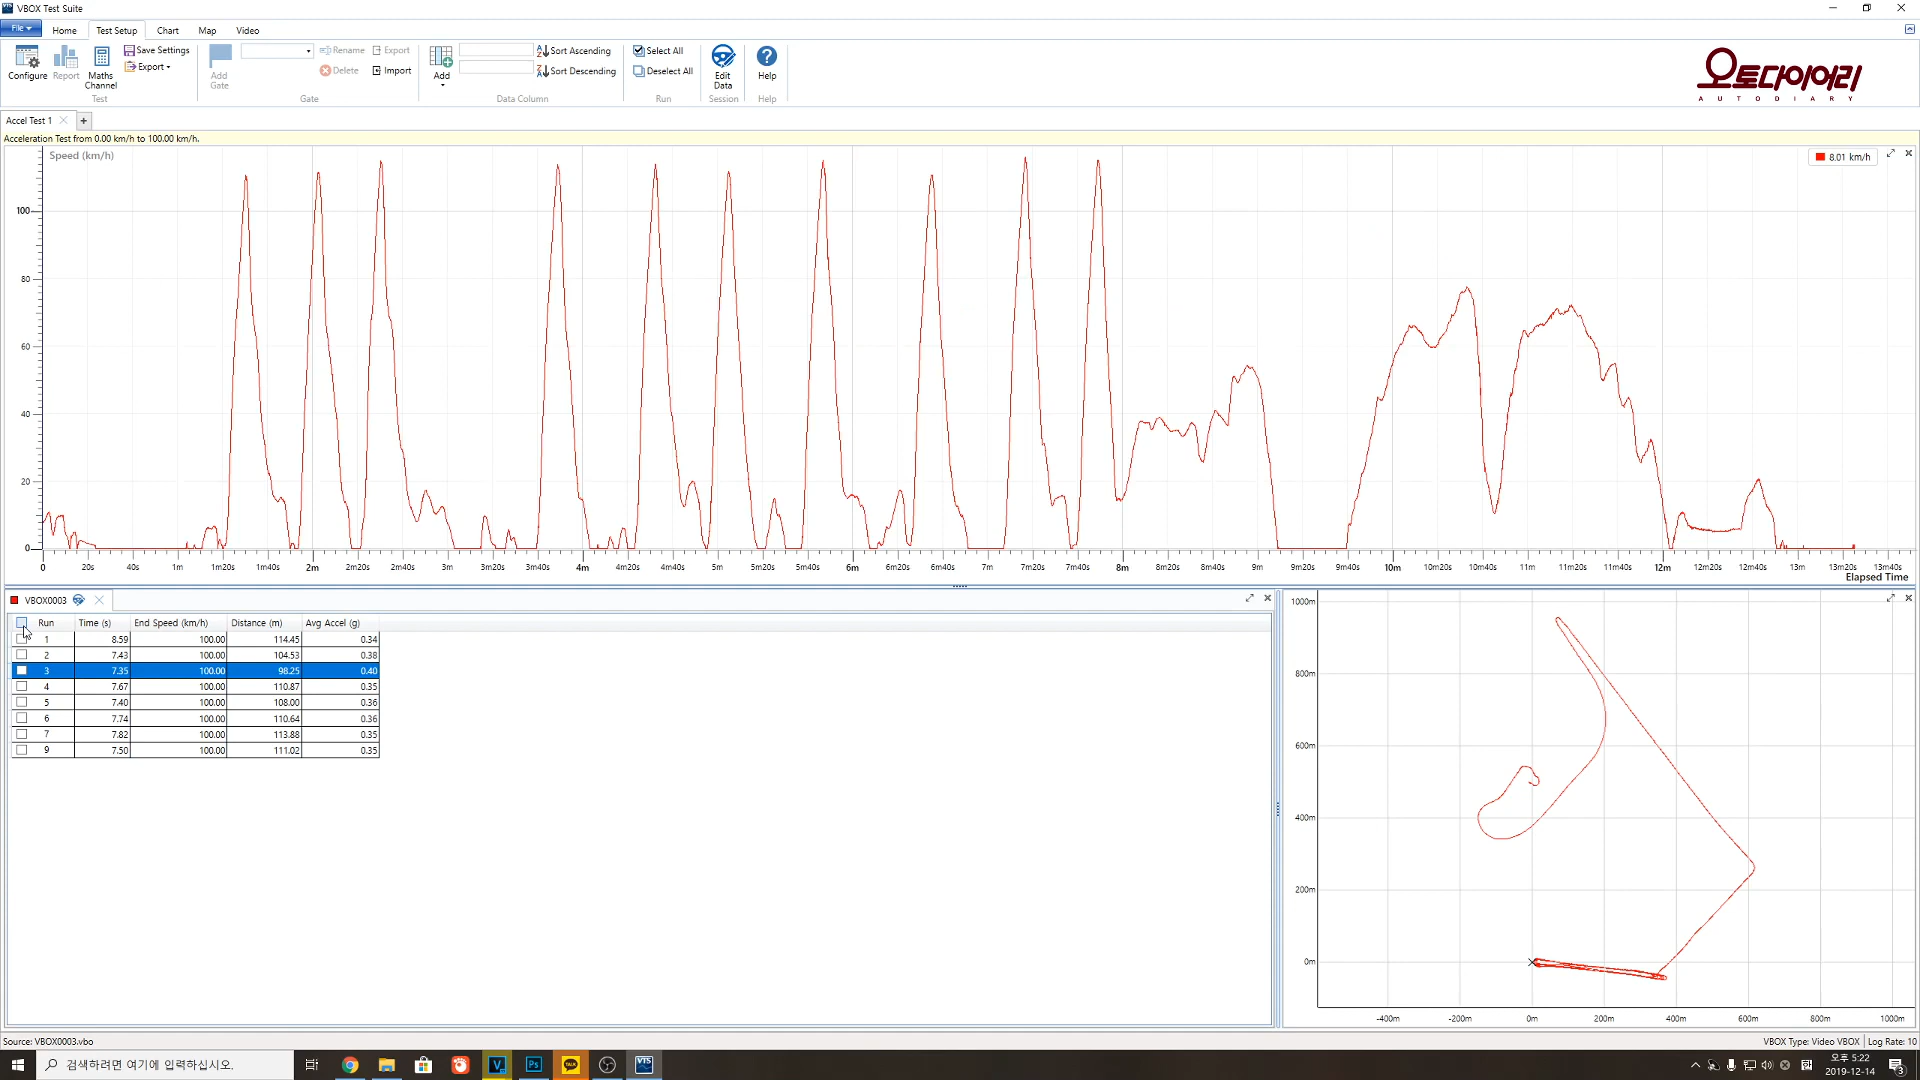 VBOX Test Suite
File Home Test Setup Chart Map Video
Configure Report Maths Channel Save Settings Export
Test
Add Gate Rename Export Delete Import
Gate
Add Sort Ascending Sort Descending
Data Column
Select All Deselect All
Run
Edit Data
Session
Help
Help
오토다이어리
AUTODIARY
Accel Test 1
Acceleration Test from 0.00 km/h to 100.00 km/h.
Speed (km/h)
8.01 km/h
100
80
60
40
20
0
0 20s 40s 1m 1m20s 1m40s 2m 2m20s 2m40s 3m 3m20s 3m40s 4m 4m20s 4m40s 5m 5m20s 5m40s 6m 6m20s 6m40s 7m 7m20s 7m40s 8m 8m20s 8m40s 9m 9m20s 9m40s 10m 10m20s 10m40s 11m 11m20s 11m40s 12m 12m20s 12m40s 13m 13m20s 13m40s
Elapsed Time
VBOX0003
Run Time (s) End Speed (km/h) Distance (m) Avg Accel (g)
1 8.59 100.00 114.45 0.34
2 7.43 100.00 104.53 0.38
3 7.35 100.00 98.25 0.40
4 7.67 100.00 110.87 0.35
5 7.40 100.00 108.00 0.36
6 7.74 100.00 110.64 0.36
7 7.82 100.00 113.88 0.35
9 7.50 100.00 111.02 0.35
1000m
800m
600m
400m
200m
0m
-400m -200m 0m 200m 400m 600m 800m 1000m
Source: VBOX0003.vbo
VBOX Type: Video VBOX Log Rate: 10
검색하려면 여기에 입력하십시오.
오후 5:22
2019-12-14